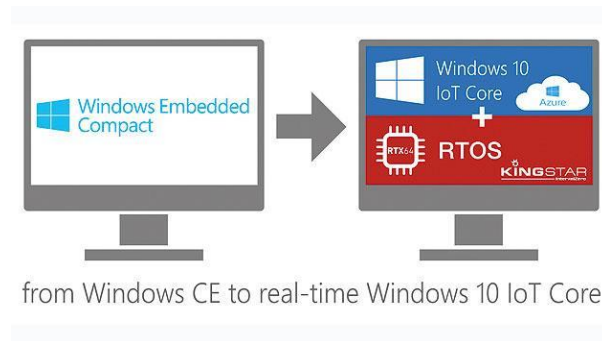 Windows Embedded
Compact
Windows 10
IoT Core
Azure
+
RTX64
RTOS
KINGSTAR
IntervalZero
from Windows CE to real-time Windows 10 IoT Core